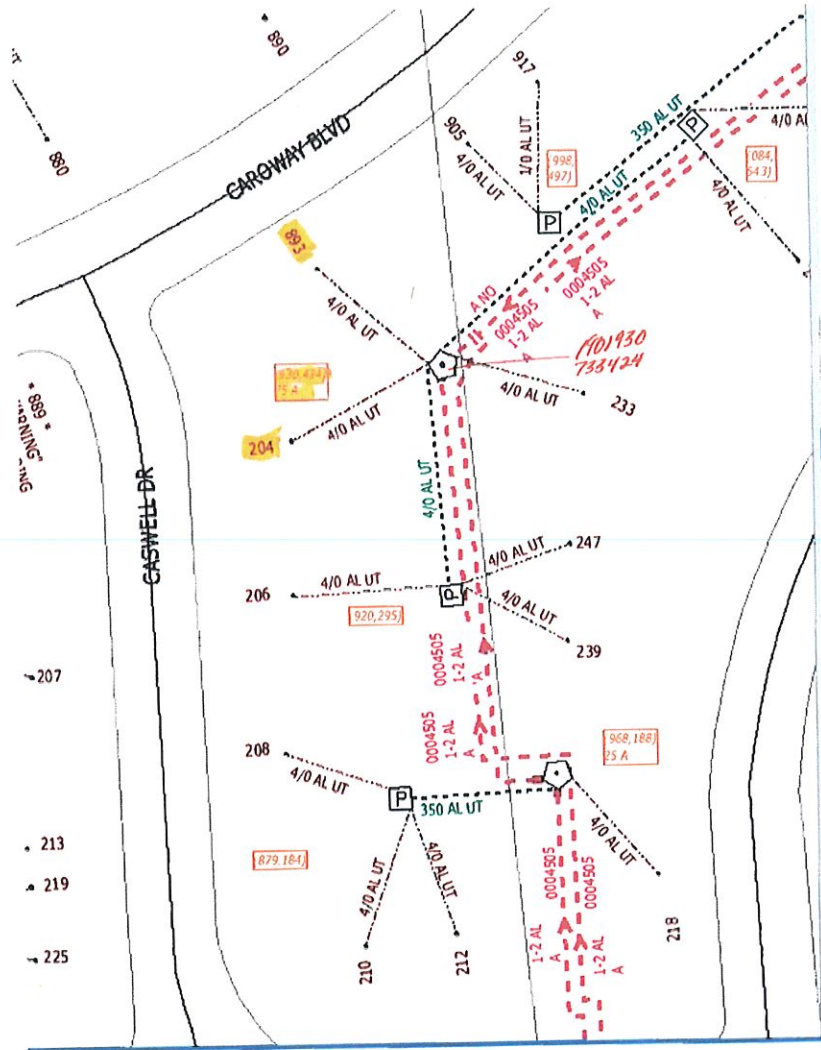 890
880
CAROWAY BLVD
917
905
4/0 AL UT
1/0 AL UT
350 AL UT
4/0 AL UT
P
4/0 AL
4/0 AL UT
P
893
4/0 AL UT
A NO
0004505
1-2 AL
A
0004505
1-2 AL
A
1901930
733424
25 A
4/0 AL UT
204
4/0 AL UT
233
889
WARNING"
CASWELL DR
4/0 AL UT
247
4/0 AL UT
206
4/0 AL UT
P
920,295)
4/0 AL UT
239
0004505
1-2 AL
A
207
0004505
1-2 AL
A
968,188)
25 A
208
4/0 AL UT
P
350 AL UT
4/0 AL UT
213
879,184)
219
4/0 AL UT
4/0 AL UT
0004505
0004505
225
210
212
218
1-2 AL
A
1-2 AL
A